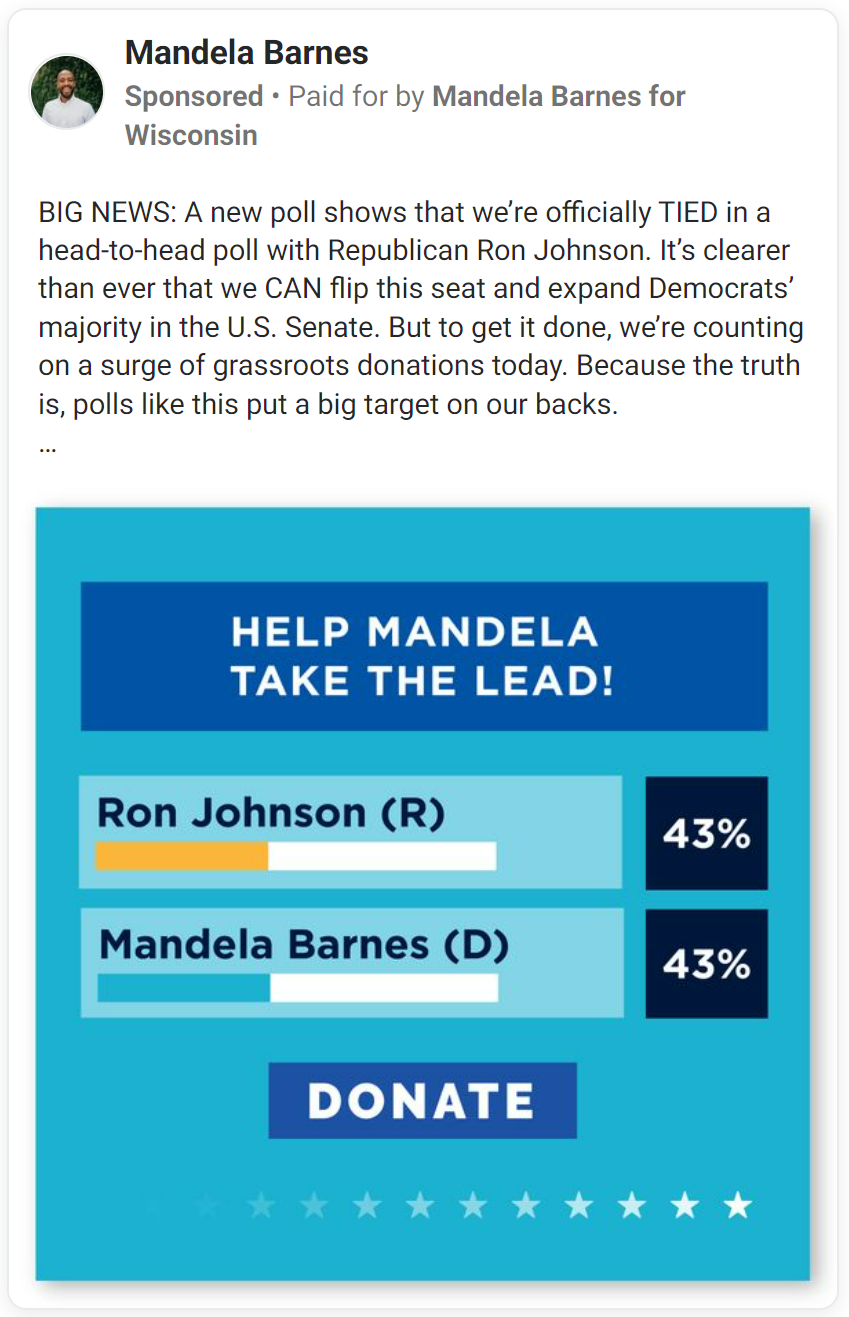 Mandela Barnes
Sponsored • Paid for by Mandela Barnes for
Wisconsin
BIG NEWS: A new poll shows that we’re officially TIED in a
head-to-head poll with Republican Ron Johnson. It’s clearer
than ever that we CAN flip this seat and expand Democrats’
majority in the U.S. Senate. But to get it done, we’re counting
on a surge of grassroots donations today. Because the truth
is, polls like this put a big target on our backs.
...
HELP MANDELA
TAKE THE LEAD!
Ron Johnson (R)
43%
Mandela Barnes (D)
43%
DONATE